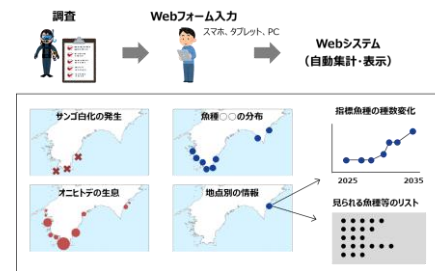 調査
Webフォーム入力
スマホ、タブレット、PC
Webシステム
（自動集計・表示）
サンゴ白化の発生
魚種○○の分布
指標魚種の種数変化
2025
2035
オニヒトデの生息
地点別の情報
見られる魚種等のリスト